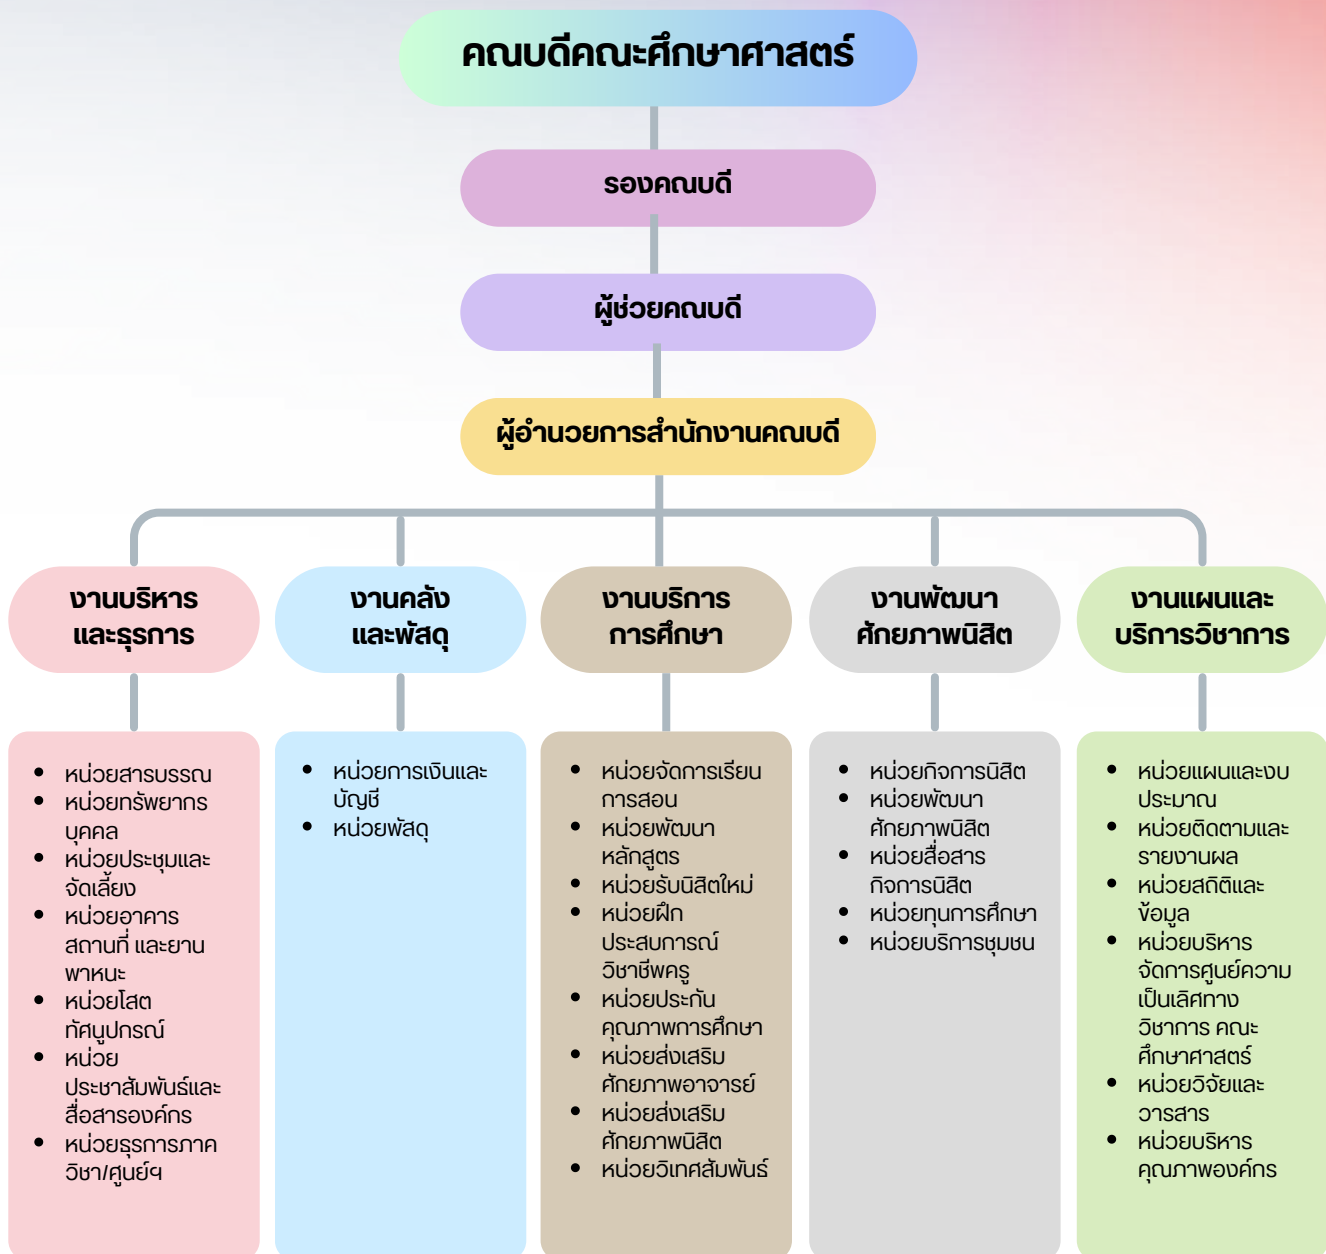 คณบดีคณะศึกษาศาสตร์
รองคณบดี
ผู้ช่วยคณบดี
ผู้อำนวยการสำนักงานคณบดี
งานบริหาร
และธุรการ
• หน่วยสารบรรณ
• หน่วยทรัพยากร
บุคคล
• หน่วยประชุมและ
จัดเลี้ยง
• หน่วยอาคาร
สถานที่ และยาน
พาหนะ
• หน่วยโสต
ทัศนูปกรณ์
• หน่วย
ประชาสัมพันธ์และ
สื่อสารองค์กร
• หน่วยธุรการภาค
วิชา/ศูนย์ฯ
งานคลัง
และพัสดุ
• หน่วยการเงินและ
บัญชี
• หน่วยพัสดุ
งานบริการ
การศึกษา
• หน่วยจัดการเรียน
การสอน
• หน่วยพัฒนา
หลักสูตร
• หน่วยรับนิสิตใหม่
• หน่วยฝึก
ประสบการณ์
วิชาชีพครู
• หน่วยประกัน
คุณภาพการศึกษา
• หน่วยส่งเสริม
ศักยภาพอาจารย์
• หน่วยส่งเสริม
ศักยภาพนิสิต
• หน่วยวิเทศสัมพันธ์
งานพัฒนา
ศักยภาพนิสิต
• หน่วยกิจการนิสิต
• หน่วยพัฒนา
ศักยภาพนิสิต
• หน่วยสื่อสาร
กิจการนิสิต
• หน่วยทุนการศึกษา
• หน่วยบริการชุมชน
งานแผนและ
บริการวิชาการ
• หน่วยแผนและงบ
ประมาณ
• หน่วยติดตามและ
รายงานผล
• หน่วยสถิติและ
ข้อมูล
• หน่วยบริหาร
จัดการศูนย์ความ
เป็นเลิศทาง
วิชาการ คณะ
ศึกษาศาสตร์
• หน่วยวิจัยและ
วารสาร
• หน่วยบริหาร
คุณภาพองค์กร